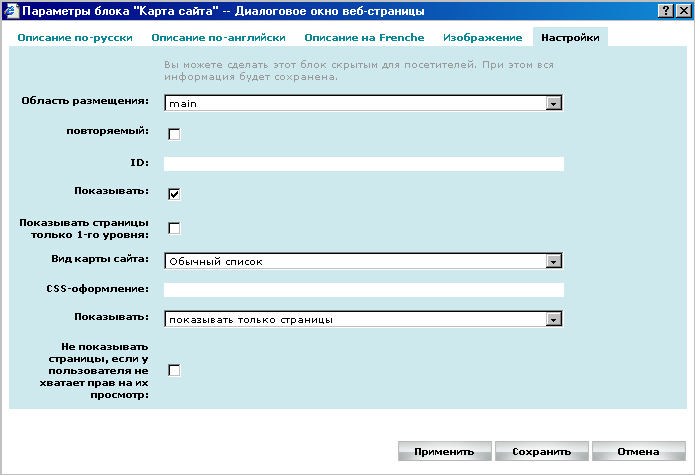 Параметры блока "Карта сайта" -- Диалоговое окно веб-страницы
Описание по-русски Описание по-английски Описание на Frenche Изображение Настройки
Вы можете сделать этот блок скрытым для посетителей. При этом вся
информация будет сохранена.
Область размещения: main
повторяемый:
ID:
Показывать:
Показывать страницы
только 1-го уровня:
Вид карты сайта: Обычный список
CSS-оформление:
Показывать: показывать только страницы
Не показывать
страницы, если у
пользователя не
хватает прав на их
просмотр:
Применить Сохранить Отмена